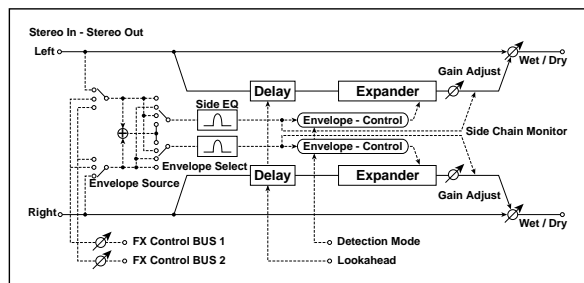 Stereo In - Stereo Out
Left
Wet / Dry
Gain Adjust
Side EQ
Delay
Expander
Envelope - Control
Side Chain Monitor
Envelope - Control
Envelope Source
Envelope Select
Delay
Expander
Gain Adjust
Right
Wet / Dry
FX Control BUS 1
Detection Mode
FX Control BUS 2
Lookahead